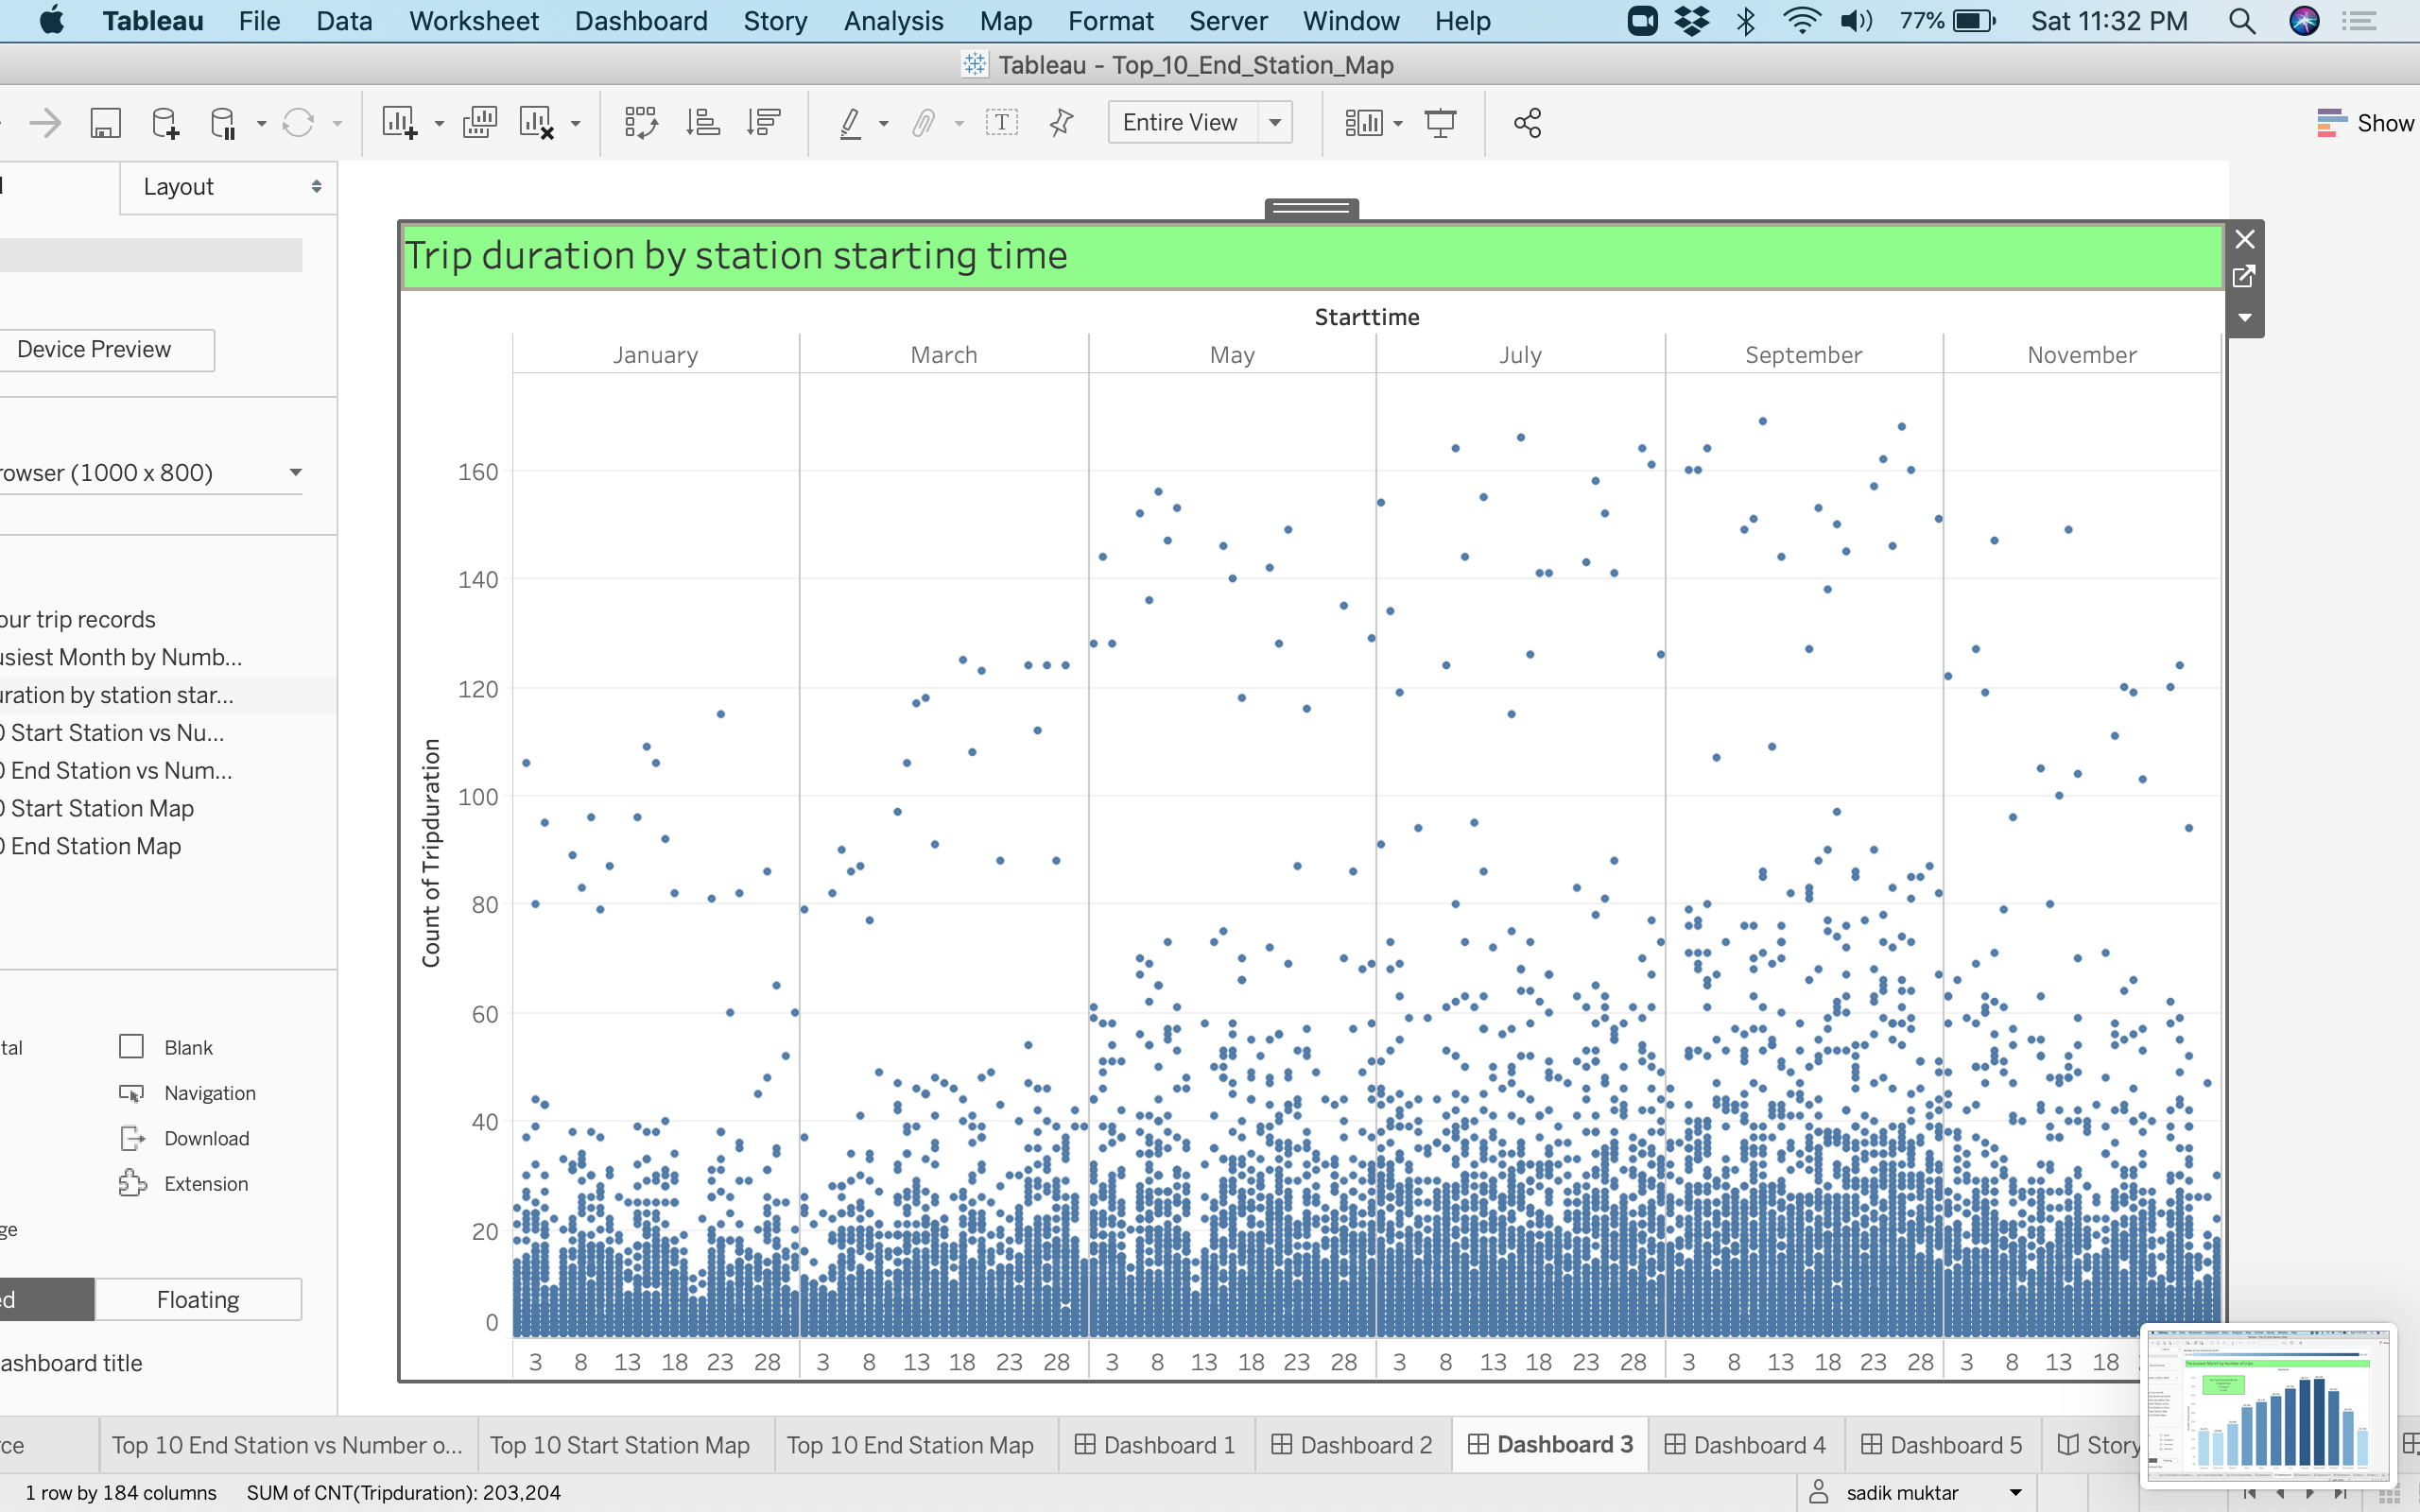 Tableau File Data Worksheet Dashboard Story Analysis Map Format Server Window Help 77% Sat 11:32 PM
Tableau - Top_10_End_Station_Map
Entire View Show
Layout
Device Preview
rowser (1000 x 800)
our trip records
usiest Month by Numb...
uration by station star...
0 Start Station vs Nu...
0 End Station vs Num...
0 Start Station Map
0 End Station Map
tal Blank
Navigation
Download
Extension
ge
ed Floating
ashboard title
Trip duration by station starting time
Starttime
January March May July September November
Count of Tripduration
160
140
120
100
80
60
40
20
0
3 8 13 18 23 28 3 8 13 18 23 28 3 8 13 18 23 28 3 8 13 18 23 28 3 8 13 18 23 28 3 8 13 18
rce Top 10 End Station vs Number o... Top 10 Start Station Map Top 10 End Station Map Dashboard 1 Dashboard 2 Dashboard 3 Dashboard 4 Dashboard 5 Story
1 row by 184 columns SUM of CNT(Tripduration): 203,204 sadik muktar